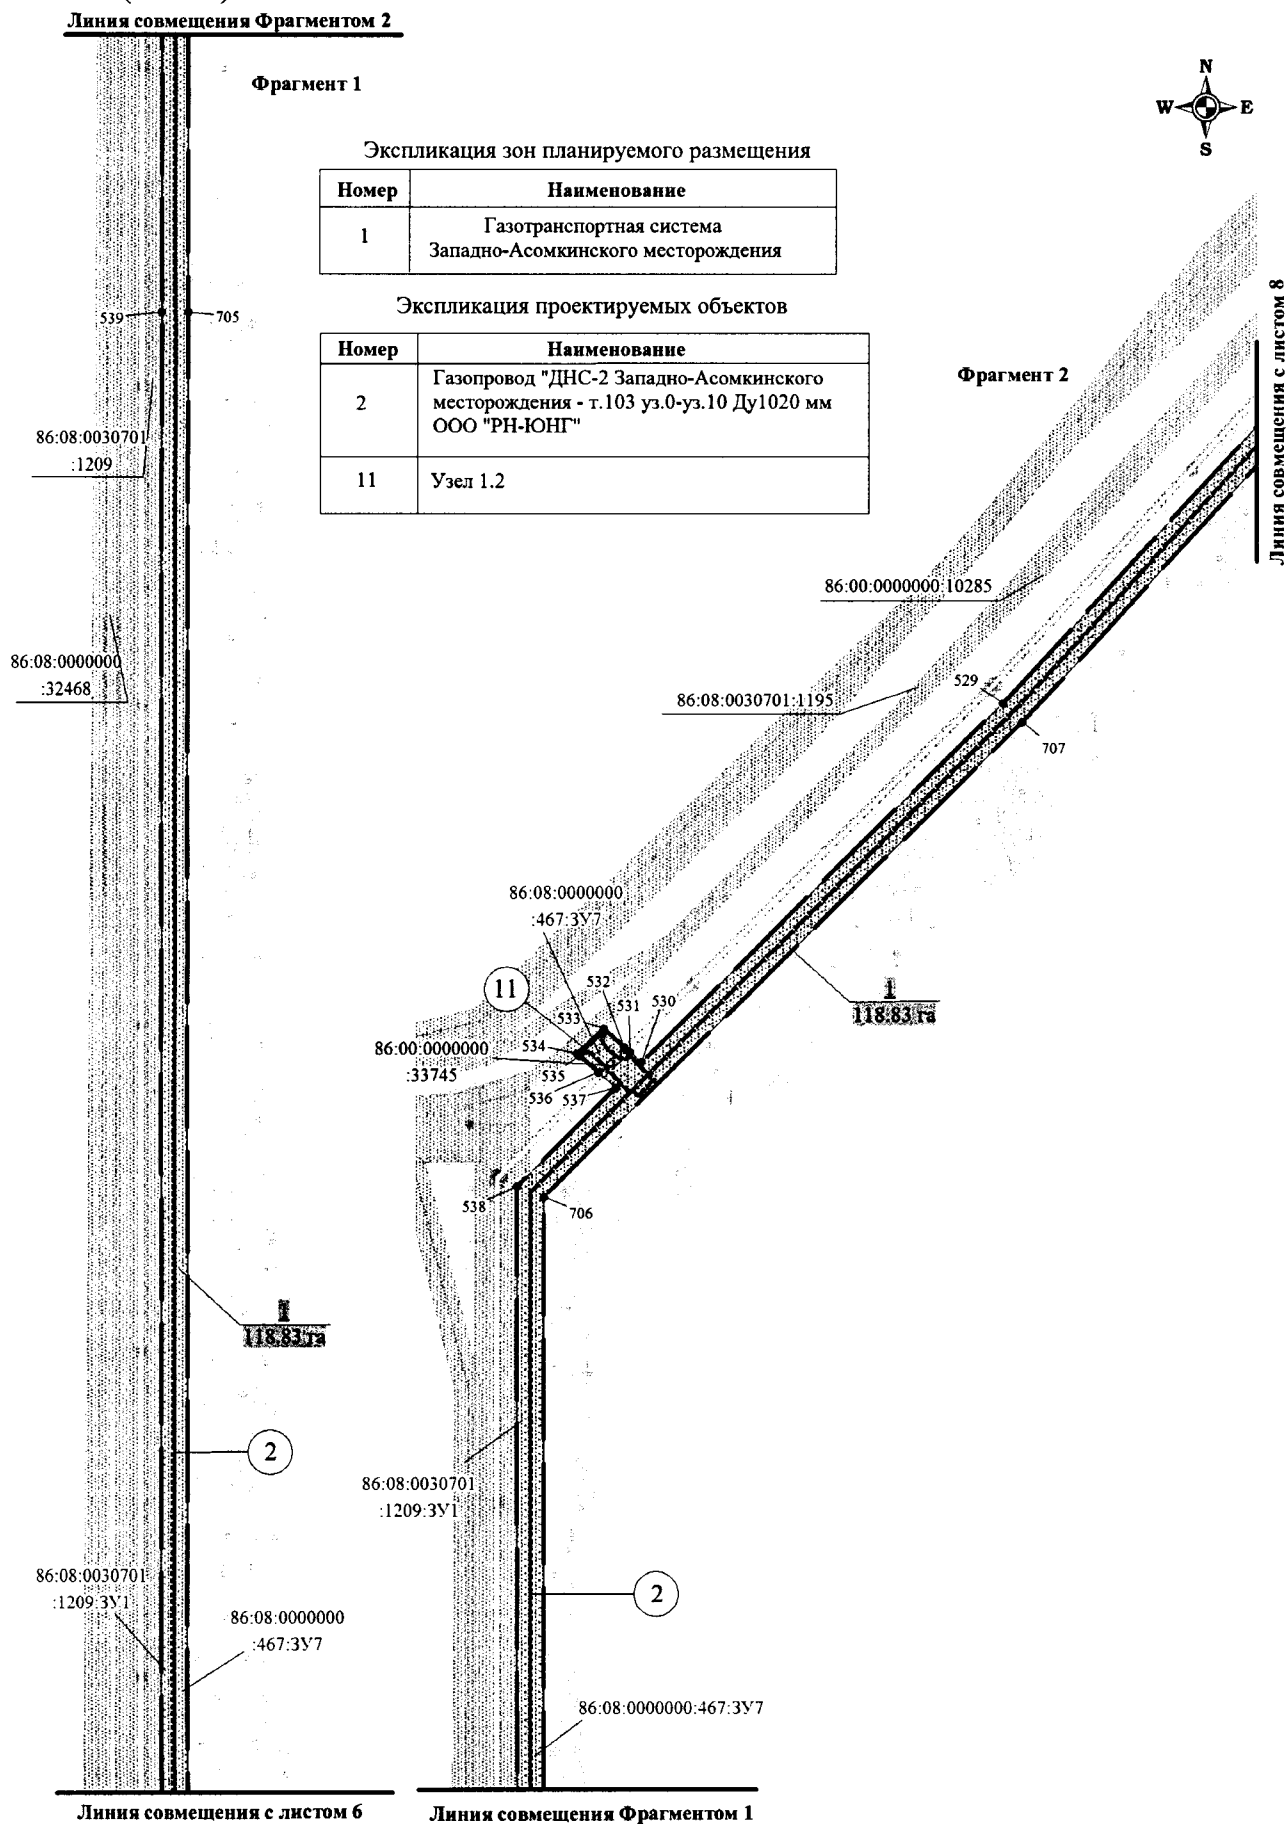 Линия совмещения Фрагментом 2
Фрагмент 1
N
W
E
S
Экспликация зон планируемого размещения
Номер
Наименование
1
Газотранспортная система
Западно-Асомкинского месторождения
Экспликация проектируемых объектов
Номер
Наименование
2
Газопровод "ДНС-2 Западно-Асомкинского
месторождения - т.103 уз.0-уз.10 Ду1020 мм
ООО "РН-ЮНГ"
11
Узел 1.2
539
705
86:08:0030701
:1209
86:08:0000000
:32468
1
118.83 га
2
86:08:0030701
:1209:ЗУ1
86:08:0000000
:467:ЗУ7
Линия совмещения с листом 6
Фрагмент 2
Линия совмещения с листом 8
86:00:0000000:10285
86:08:0030701:1195
529
707
86:08:0000000
:467:ЗУ7
11
532
531
530
533
534
86:00:0000000
:33745
535
536
537
1
118.83 га
538
706
86:08:0030701
:1209:ЗУ1
2
86:08:0000000:467:ЗУ7
Линия совмещения Фрагментом 1